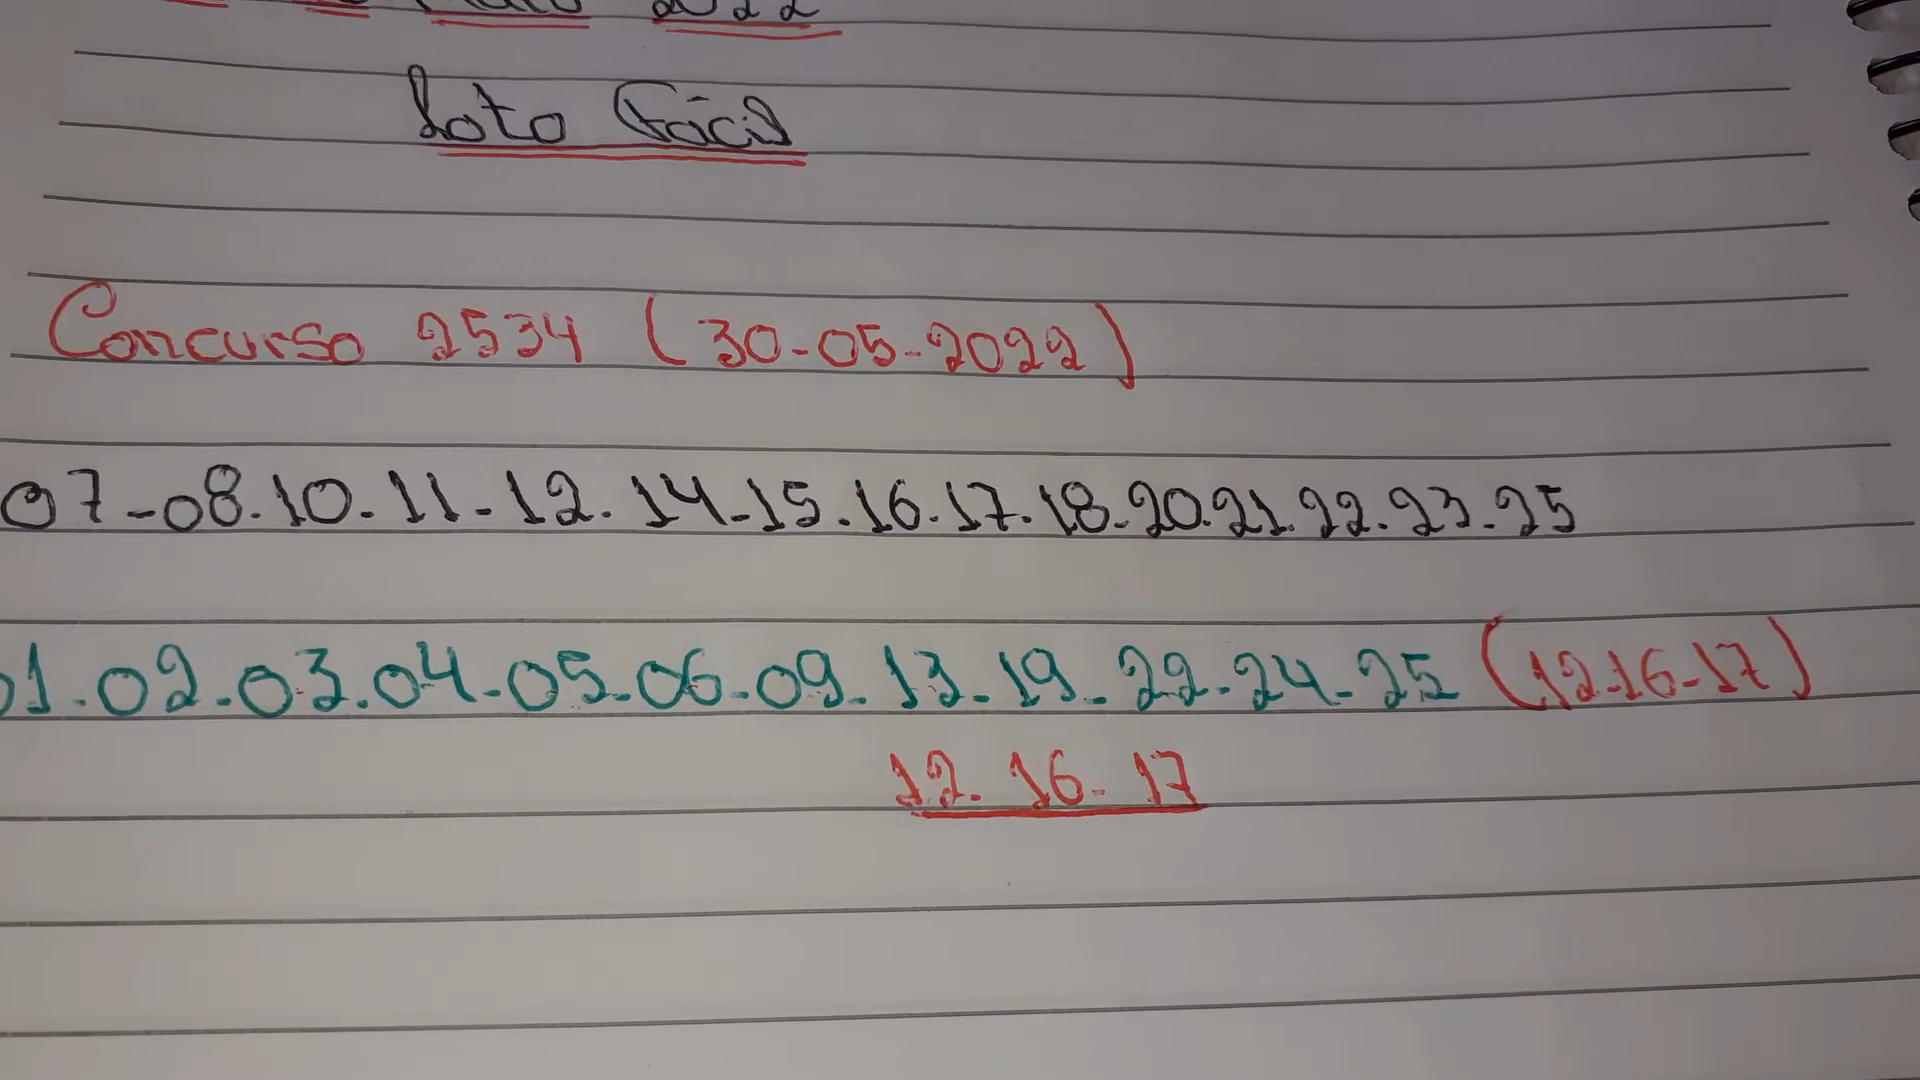 2022
Loto Fácil
Concurso 2534 (30-05-2022)
07-08.10.11-12.14-15.16.17.18-20.21.22.23.25
01.02.03.04-05-06-09.13-19-22-24-25 (12-16-17)
12.16-17